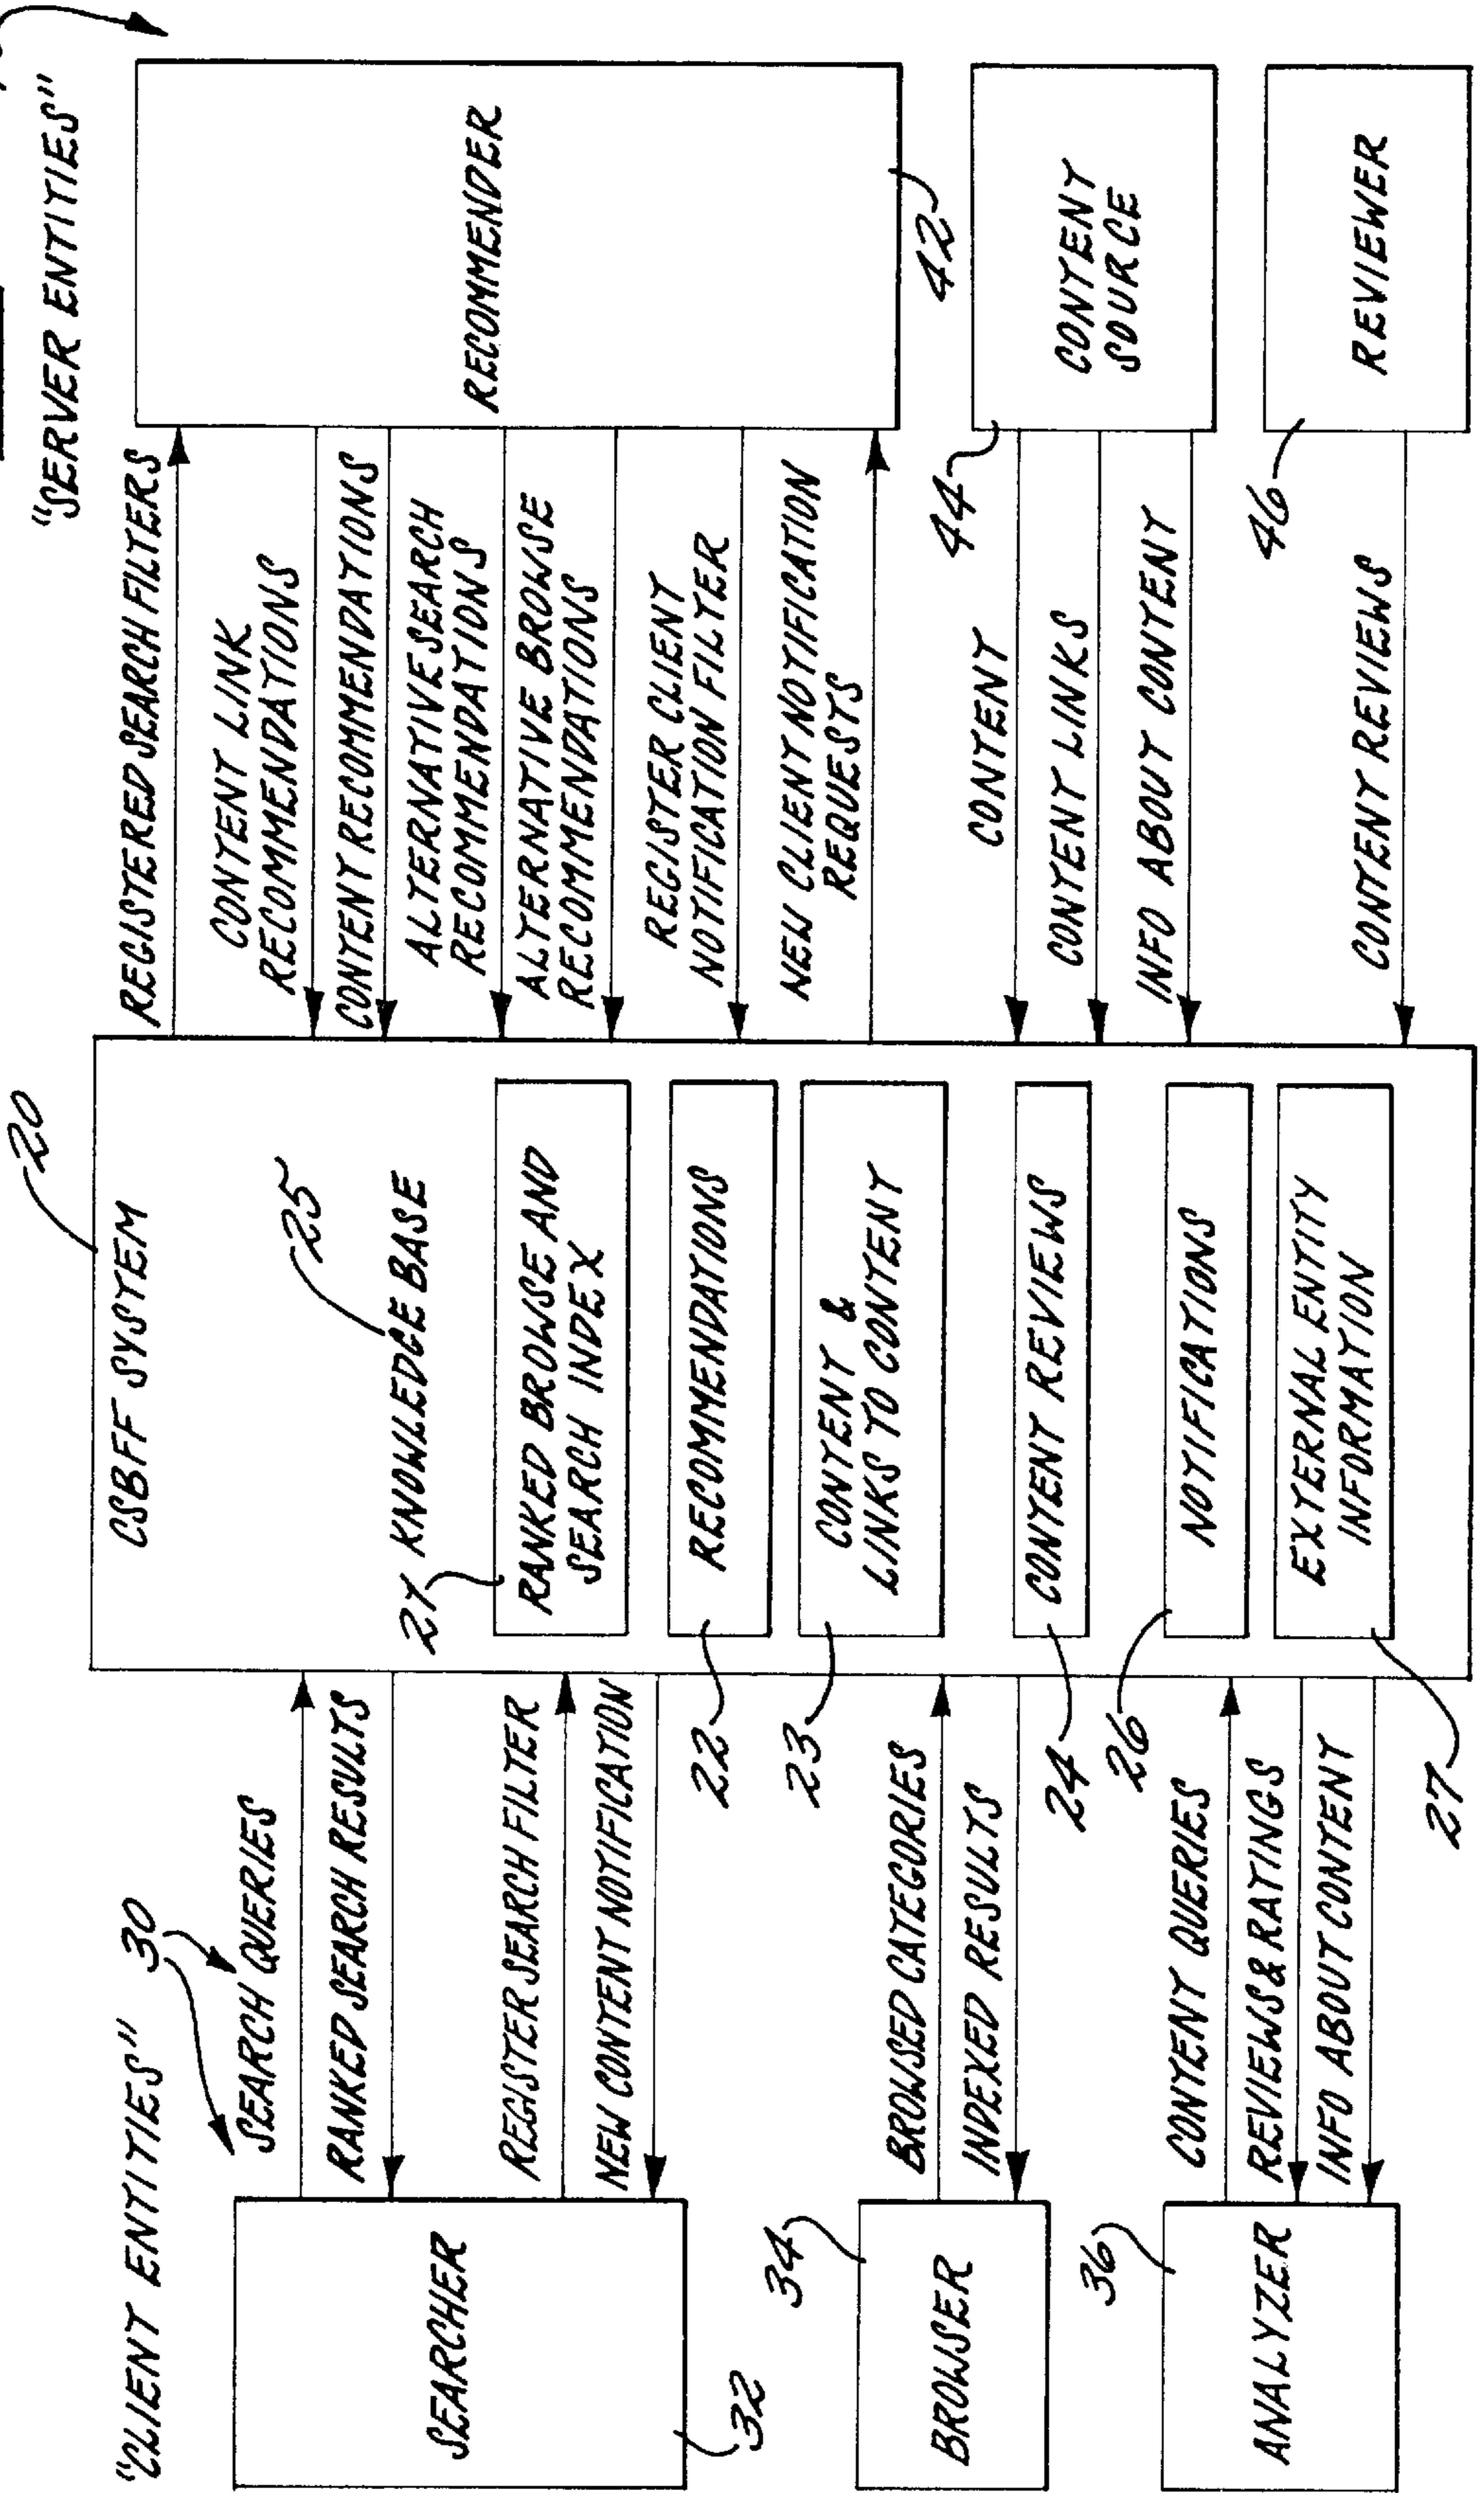 "CLIENT ENTITIES"
30
SEARCHER
32
SEARCH QUERIES
RANKED SEARCH RESULTS
REGISTER SEARCH FILTER
NEW CONTENT NOTIFICATION
BROWSER
34
BROWSED CATEGORIES
INDEXED RESULTS
ANALYZER
36
CONTENT QUERIES
REVIEWS & RATINGS
INFO ABOUT CONTENT
20
CSBFF SYSTEM
25
KNOWLEDGE BASE
21
RANKED BROWSE AND
SEARCH INDEX
22
RECOMMENDATIONS
23
CONTENT &
LINKS TO CONTENT
24
CONTENT REVIEWS
26
NOTIFICATIONS
27
EXTERNAL ENTITY
INFORMATION
"SERVER ENTITIES"
REGISTERED SEARCH FILTERS
CONTENT LINK
RECOMMENDATIONS
CONTENT RECOMMENDATIONS
ALTERNATIVE SEARCH
RECOMMENDATIONS
ALTERNATIVE BROWSE
RECOMMENDATIONS
REGISTER CLIENT
NOTIFICATION FILTER
NEW CLIENT NOTIFICATION
REQUESTS
RECOMMENDER
42
CONTENT
CONTENT LINKS
INFO ABOUT CONTENT
44
CONTENT
SOURCE
CONTENT REVIEWS
46
REVIEWER